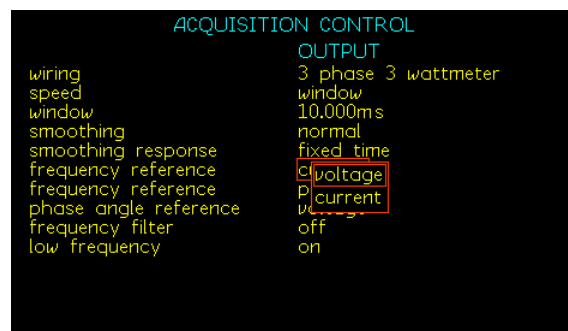 ACQUISITION CONTROL
OUTPUT
wiring 3 phase 3 wattmeter
speed window
window 10.000ms
smoothing normal
smoothing response fixed time
frequency reference
voltage
frequency reference
current
phase angle reference
frequency filter off
low frequency on